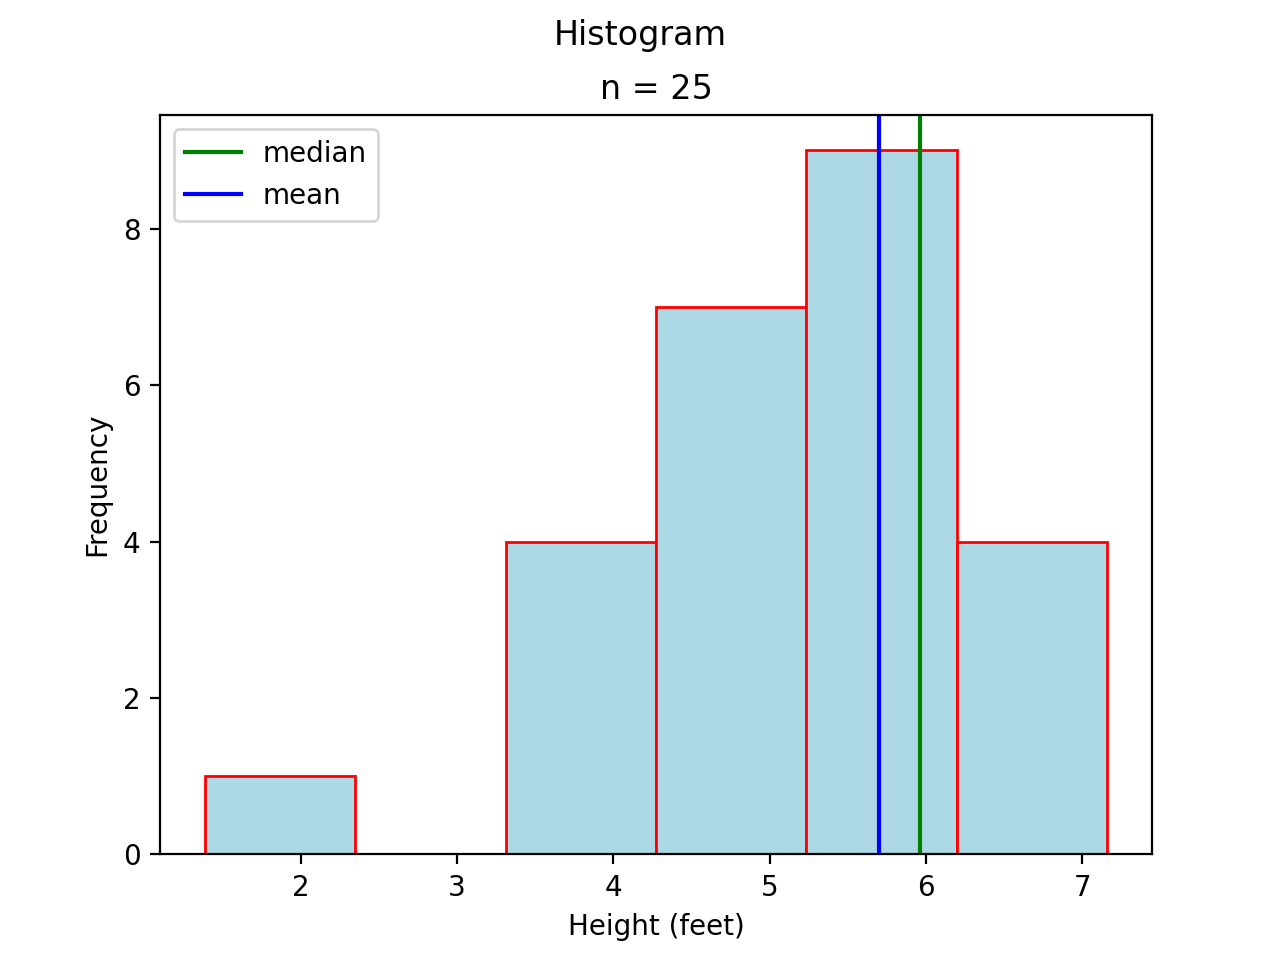 Histogram
n = 25
median
mean
8
6
4
2
0
Frequency
2 3 4 5 6 7
Height (feet)